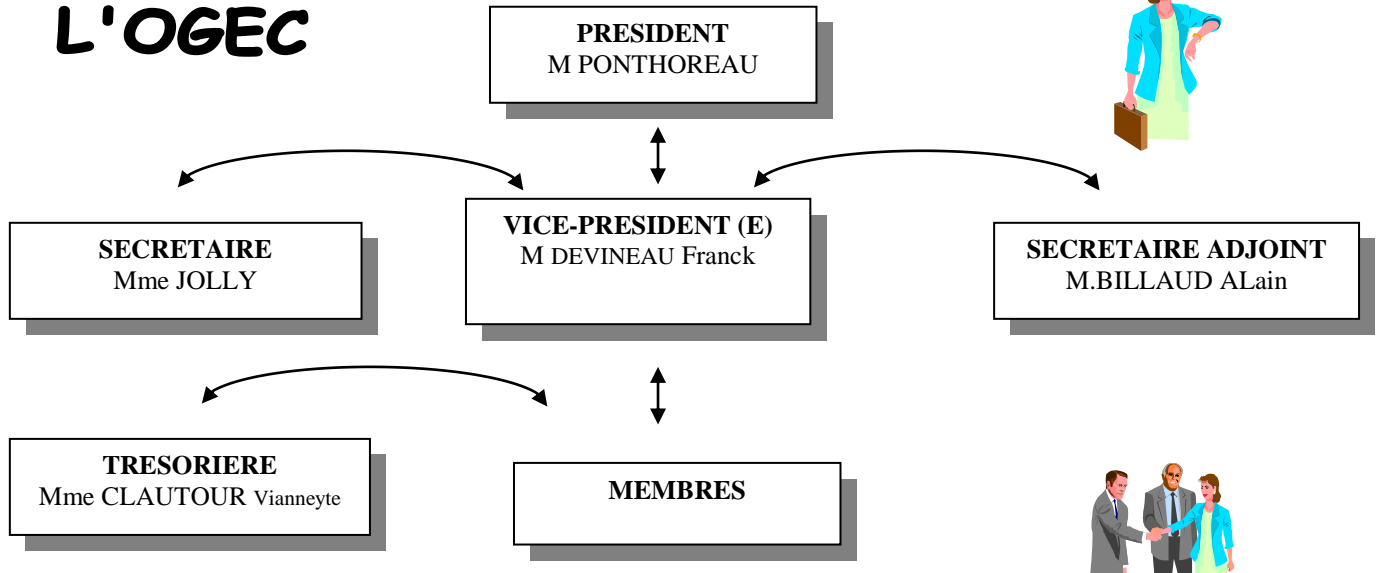 L'OGEC
PRESIDENT
M PONTHOREAU
SECRETAIRE
Mme JOLLY
VICE-PRESIDENT (E)
M DEVINEAU Franck
SECRETAIRE ADJOINT
M.BILLAUD ALain
TRESORIERE
Mme CLAUTOUR Vianneyte
MEMBRES